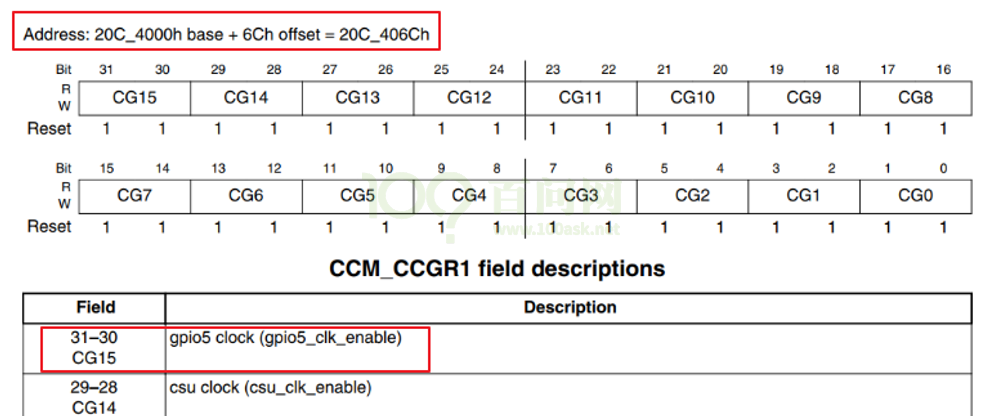 Address: 20C_4000h base + 6Ch offset = 20C_406Ch
Bit 31 30 29 28 27 26 25 24 23 22 21 20 19 18 17 16
R
W
CG15 CG14 CG13 CG12 CG11 CG10 CG9 CG8
Reset 1 1 1 1 1 1 1 1 1 1 1 1 1 1 1 1
Bit 15 14 13 12 11 10 9 8 7 6 5 4 3 2 1 0
R
W
CG7 CG6 CG5 CG4 CG3 CG2 CG1 CG0
Reset 1 1 1 1 1 1 1 1 1 1 1 1 1 1 1 1
100? 百问网
www.100ask.net
CCM_CCGR1 field descriptions
Field Description
31–30 gpio5 clock (gpio5_clk_enable)
CG15
29–28 csu clock (csu_clk_enable)
CG14